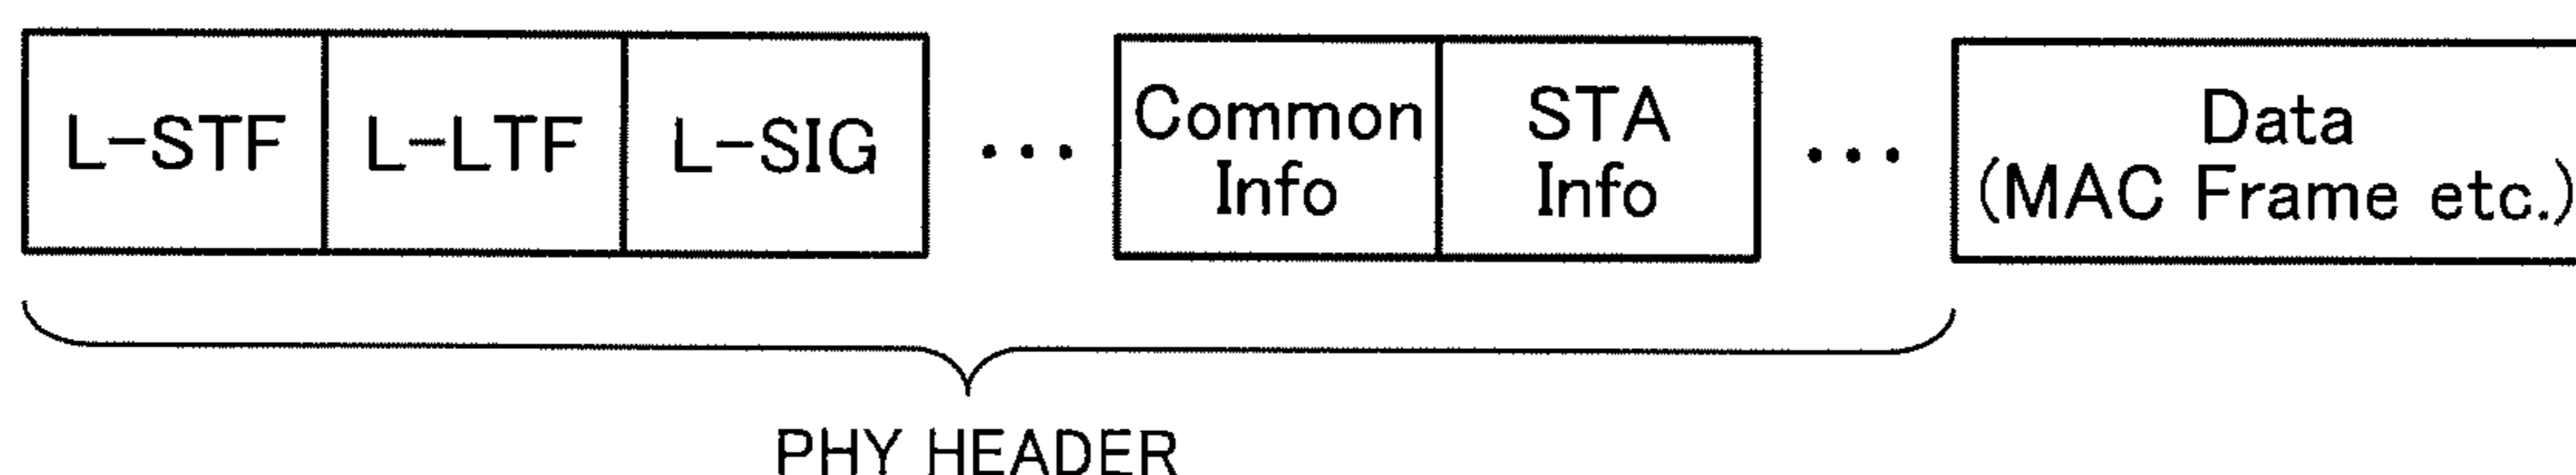 L-STF L-LTF L-SIG ... Common Info STA Info ... Data (MAC Frame etc.)
PHY HEADER